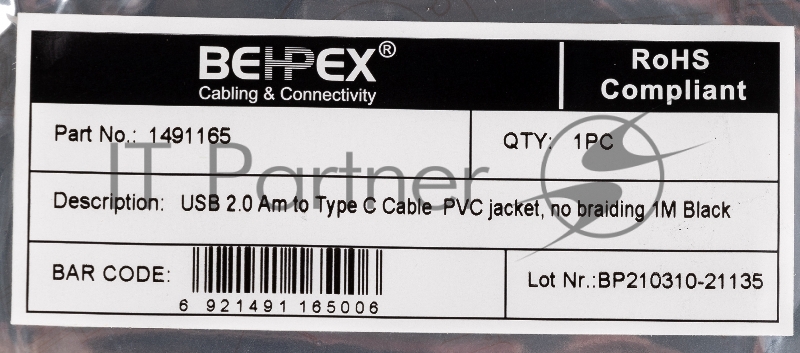 BEHPEX®
Cabling & Connectivity
RoHS
Compliant
Part No.: 1491165
QTY: 1PC
IT Partner
Description: USB 2.0 Am to Type C Cable PVC jacket, no braiding 1M Black
BAR CODE:
6 921491 165006
Lot Nr.:BP210310-21135